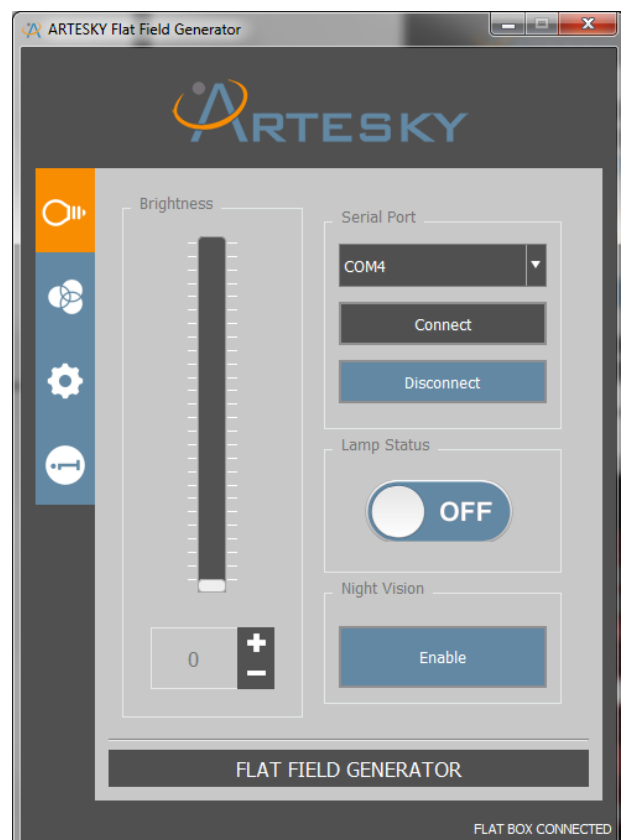 ARTESKY Flat Field Generator
ARTESKY
Brightness
0
Serial Port
COM4
Connect
Disconnect
Lamp Status
OFF
Night Vision
Enable
FLAT FIELD GENERATOR
FLAT BOX CONNECTED